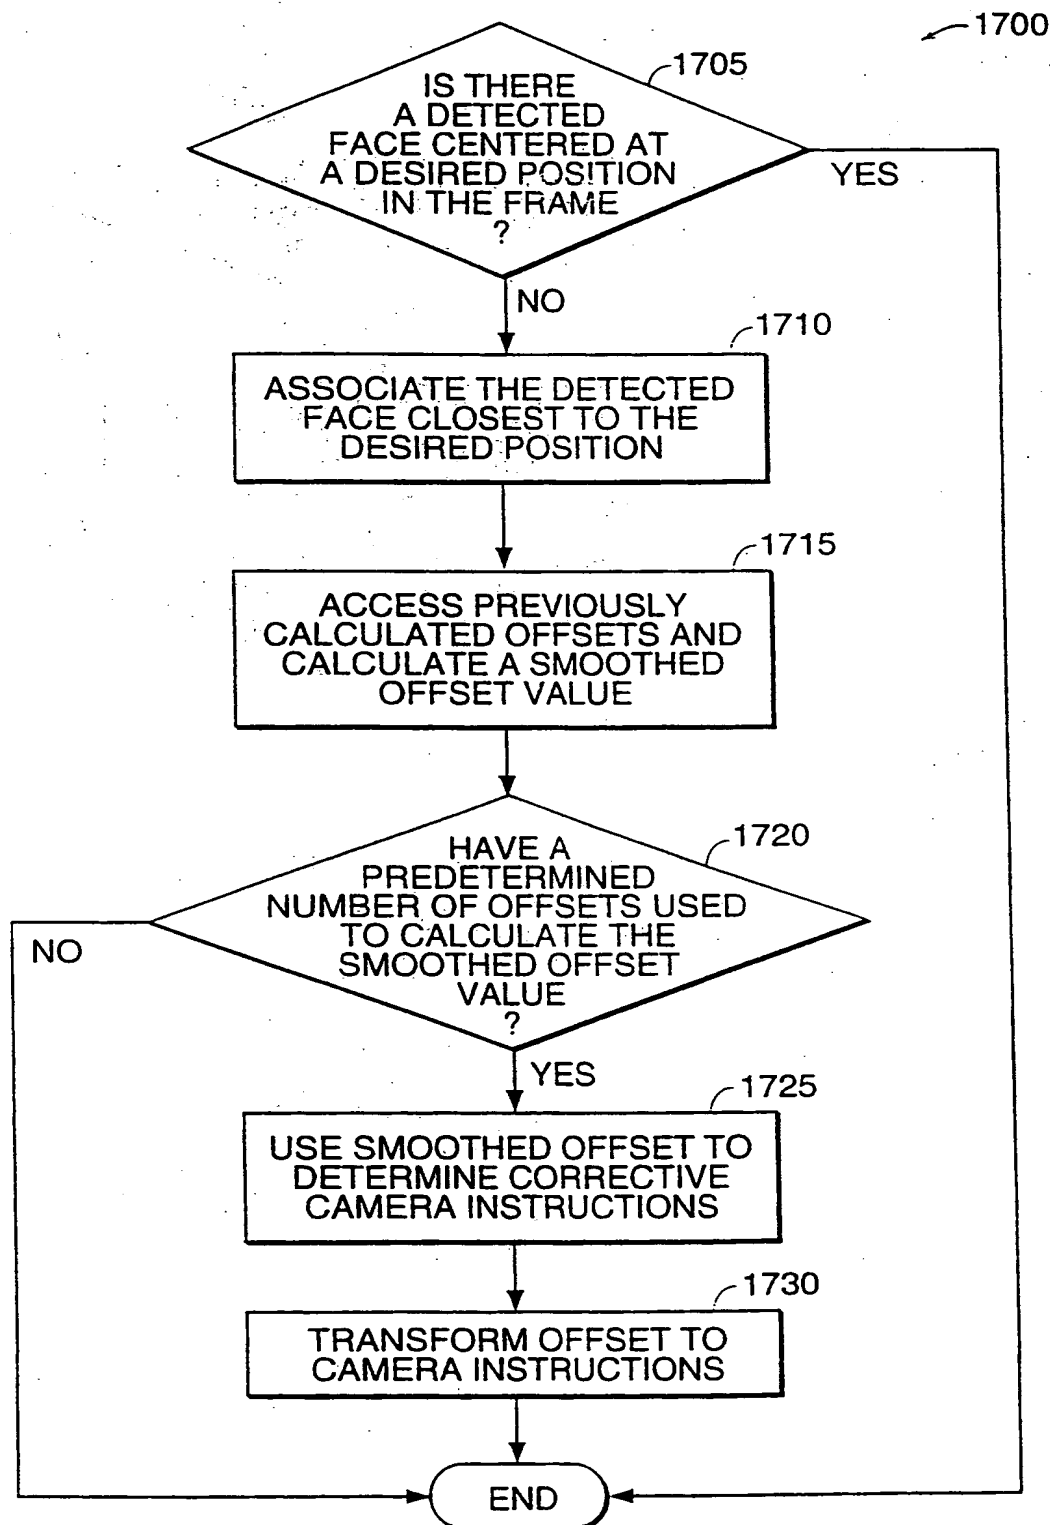 1700
1705
IS THERE
A DETECTED
FACE CENTERED AT
A DESIRED POSITION
IN THE FRAME
?
YES
NO
1710
ASSOCIATE THE DETECTED
FACE CLOSEST TO THE
DESIRED POSITION
1715
ACCESS PREVIOUSLY
CALCULATED OFFSETS AND
CALCULATE A SMOOTHED
OFFSET VALUE
1720
HAVE A
PREDETERMINED
NUMBER OF OFFSETS USED
TO CALCULATE THE
SMOOTHED OFFSET
VALUE
?
NO
YES
1725
USE SMOOTHED OFFSET TO
DETERMINE CORRECTIVE
CAMERA INSTRUCTIONS
1730
TRANSFORM OFFSET TO
CAMERA INSTRUCTIONS
END